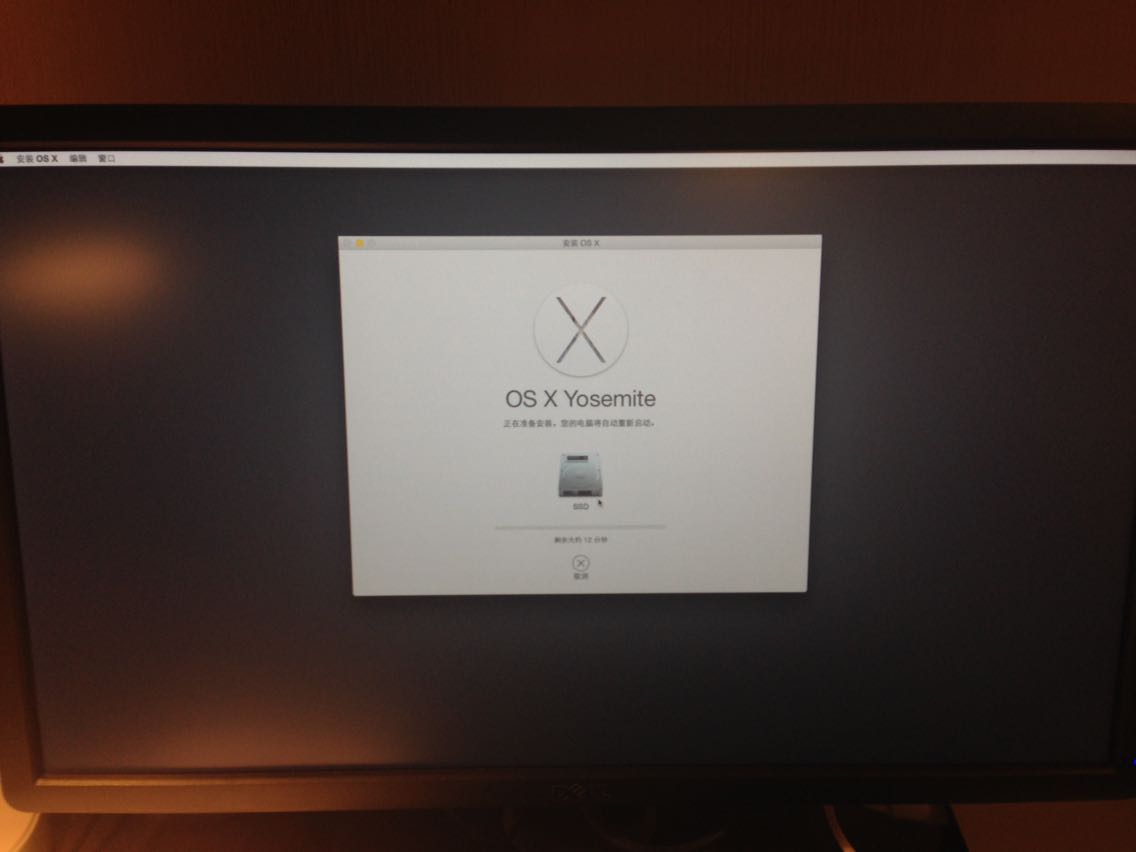 安装 OS X 编辑 窗口
安装 OS X
OS X Yosemite
正在准备安装。您的电脑将自动重新启动。
SSD
剩余大约 12 分钟
取消
DELL